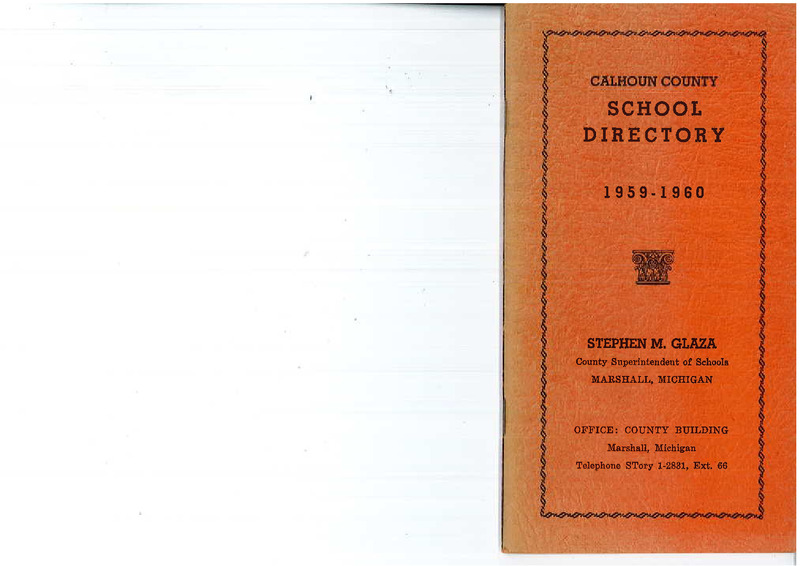 CALHOUN COUNTY
SCHOOL
DIRECTORY
1959-1960
STEPHEN M. GLAZA
County Superintendent of Schools
MARSHALL, MICHIGAN
OFFICE: COUNTY BUILDING
Marshall, Michigan
Telephone STory 1-2831, Ext. 66